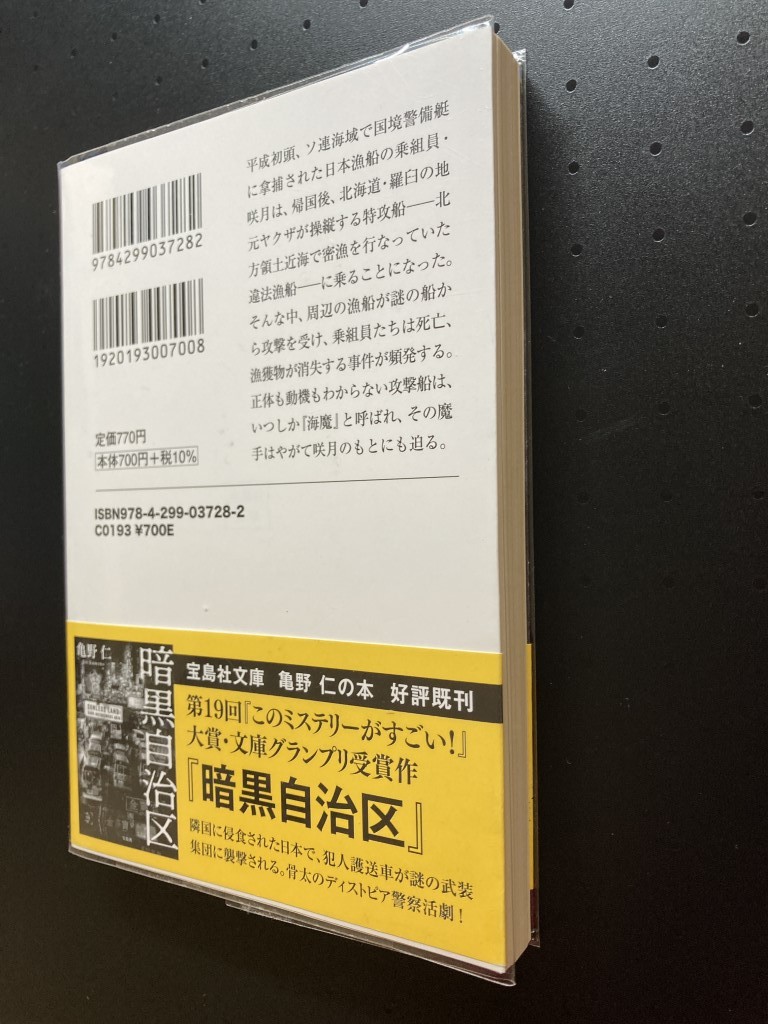 平成初頭、ソ連海域で国境警備艇
に拿捕された日本漁船の乗組員・
咲月は、帰国後、北海道・羅臼の地
元ヤクザが操縦する特攻船――北
方領土近海で密漁を行なっていた
違法漁船――に乗ることになった。
そんな中、周辺の漁船が謎の船か
ら攻撃を受け、乗組員たちは死亡、
漁獲物が消失する事件が頻発する。
正体も動機もわからない攻撃船は、
いつしか『海魔』と呼ばれ、その魔
手はやがて咲月のもとにも迫る。
9784299037282
1920193007008
定価770円
本体700円+税10%
ISBN978-4-299-03728-2
C0193 ¥700E
亀野 仁
暗黒自治区
宝島社文庫 亀野 仁の本 好評既刊
第19回『このミステリーがすごい!』
大賞・文庫グランプリ受賞作
『暗黒自治区』
隣国に侵食された日本で、犯人護送車が謎の武装
集団に襲撃される。骨太のディストピア警察活劇!